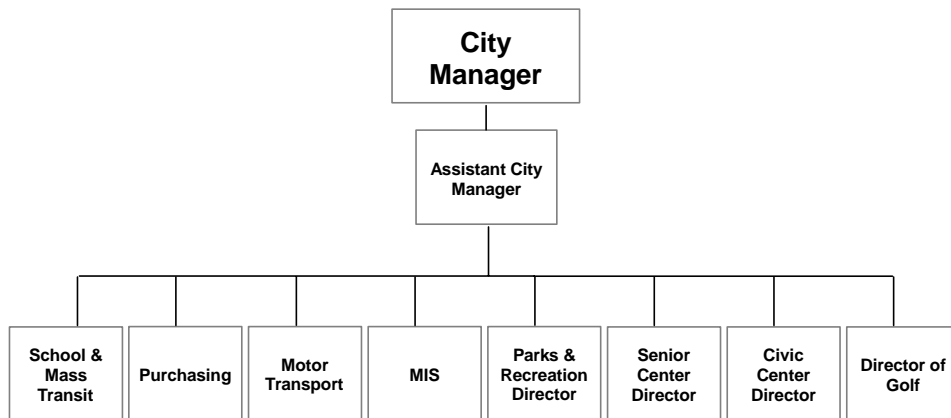 City
Manager
Assistant City
Manager
School &
Mass
Transit
Purchasing
Motor
Transport
MIS
Parks &
Recreation
Director
Senior
Center
Director
Civic
Center
Director
Director of
Golf